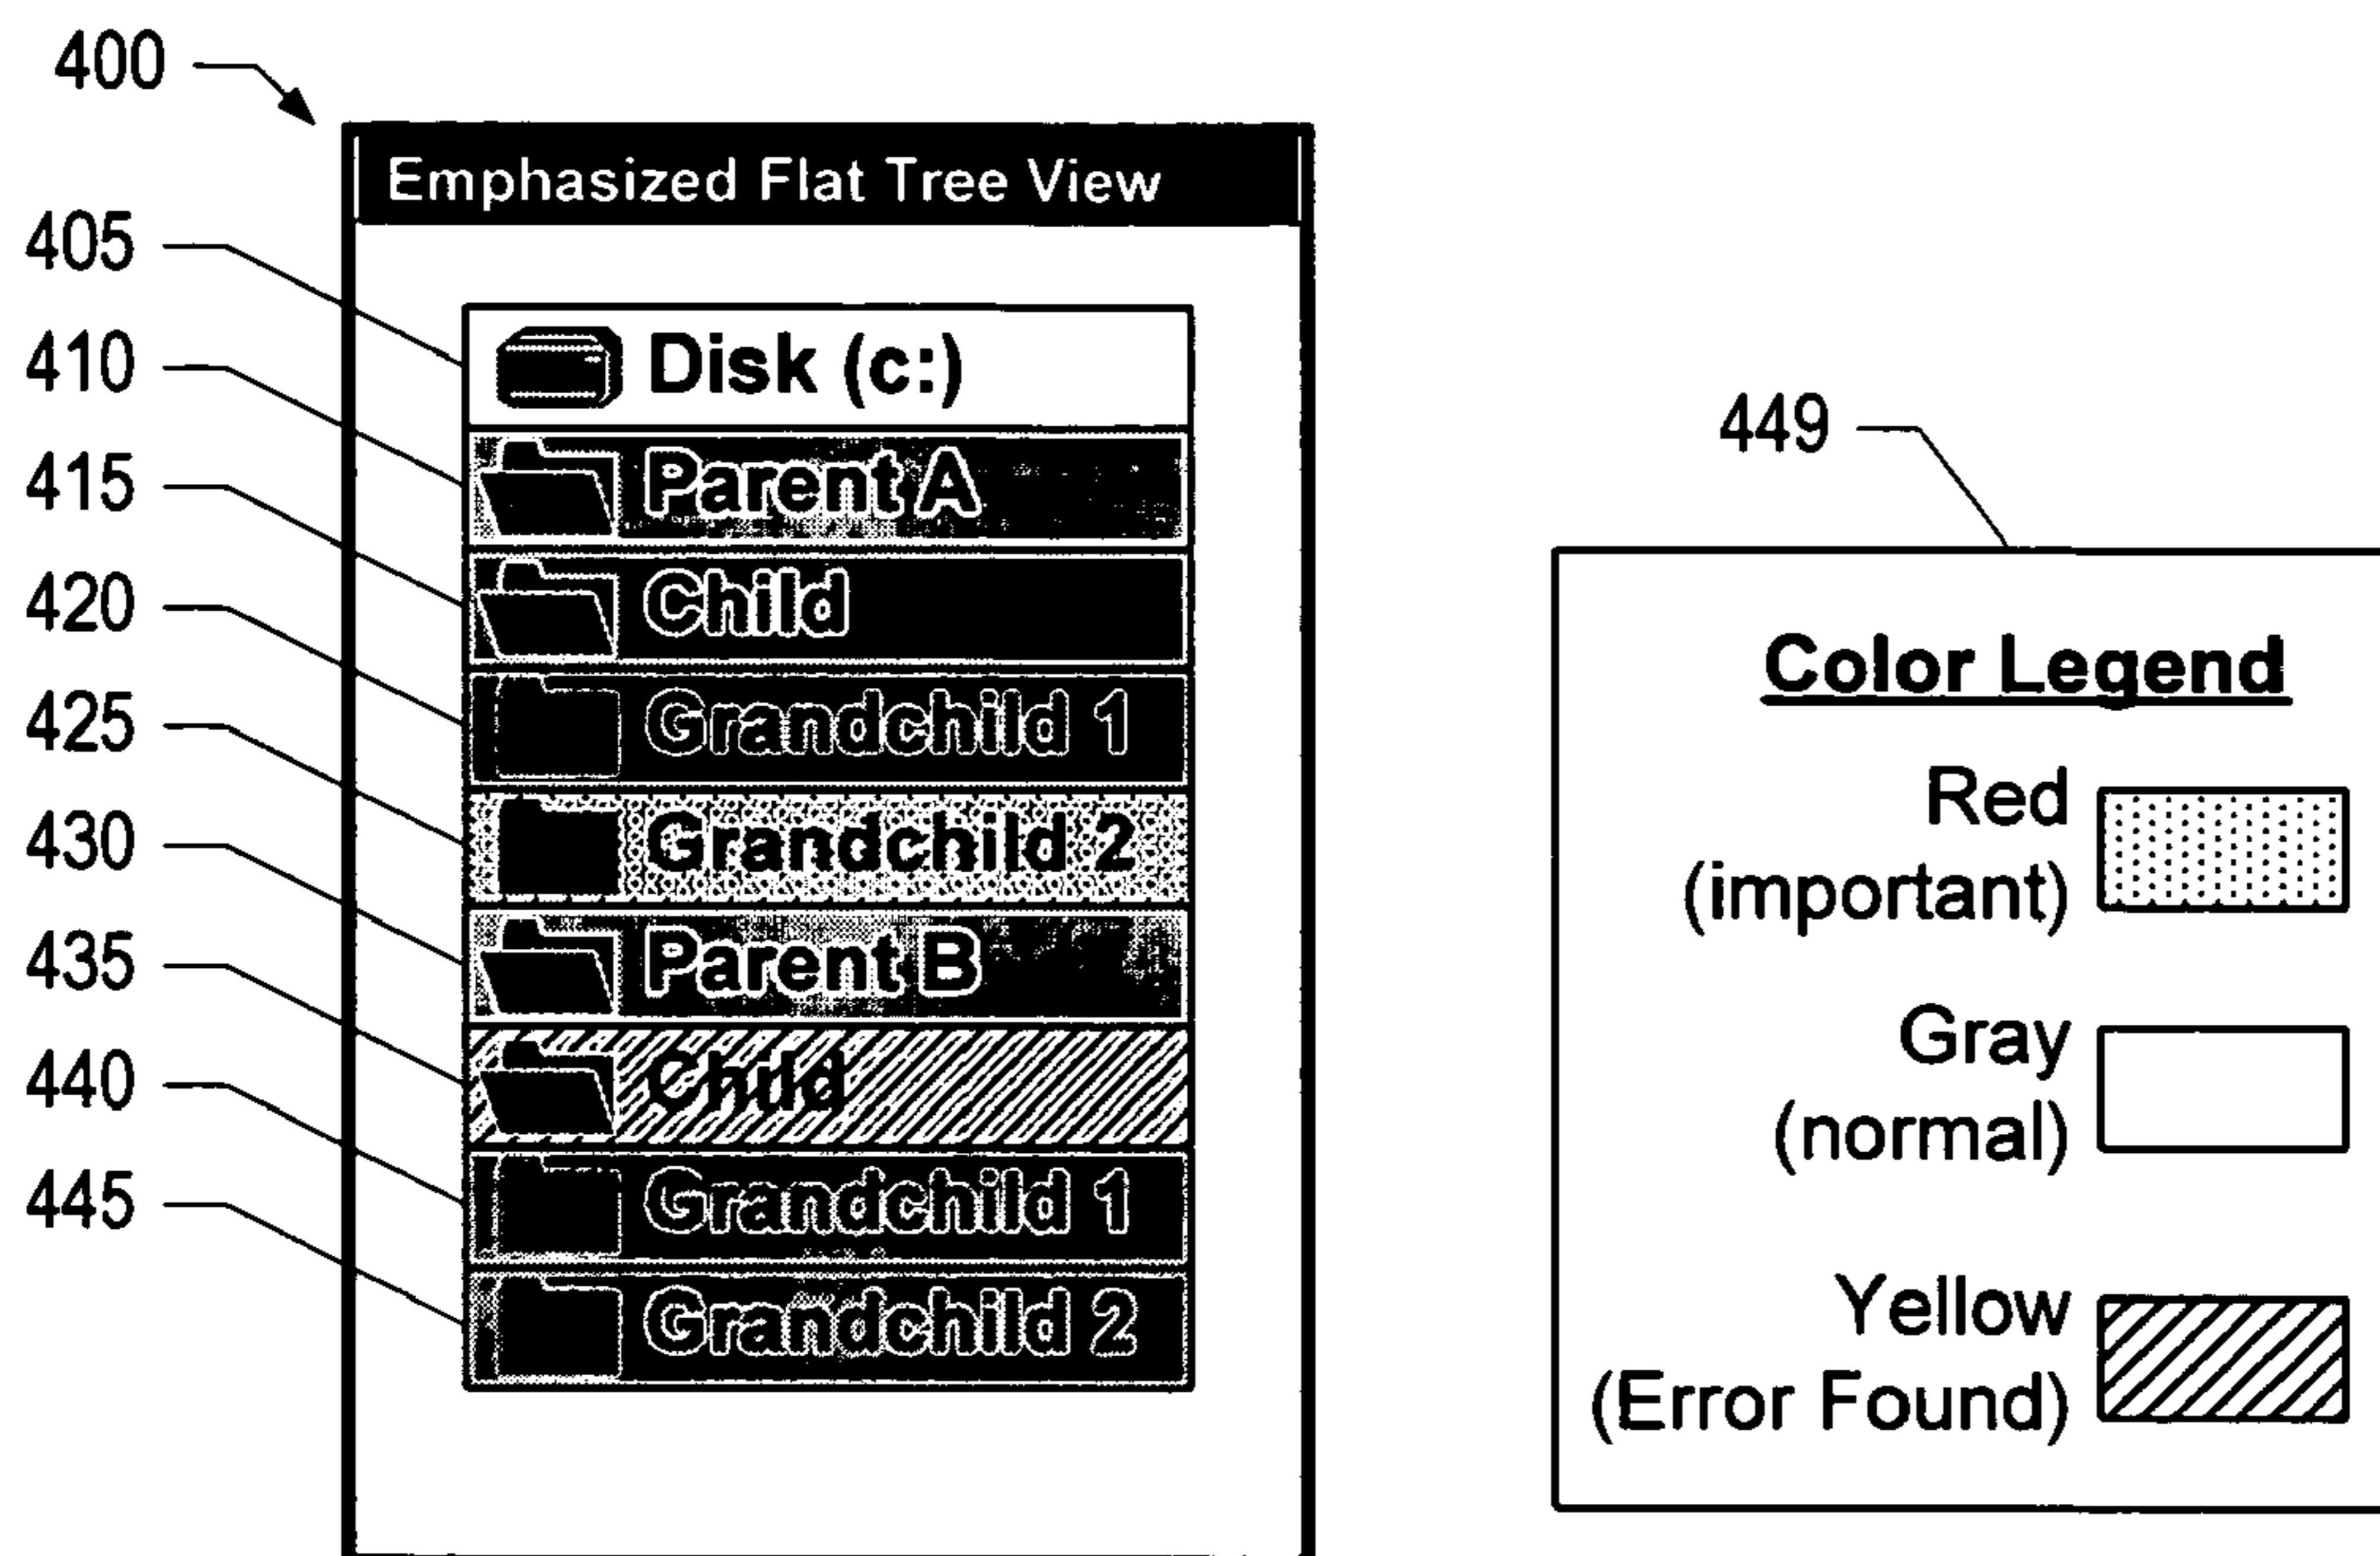 400
Emphasized Flat Tree View
405
Disk (c:)
410
Parent A
415
Child
420
Grandchild 1
425
Grandchild 2
430
Parent B
435
Child
440
Grandchild 1
445
Grandchild 2
449
Color Legend
Red
(important)
Gray
(normal)
Yellow
(Error Found)